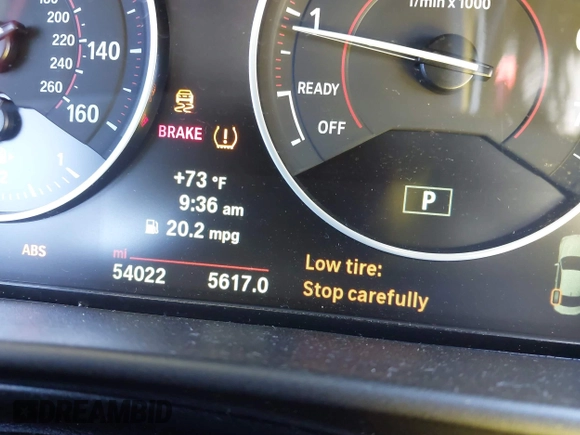 1/min x 1000
180
200
220
240
260
140
160
1
READY
OFF
BRAKE
+73 °F
9:36 am
20.2 mpg
P
ABS
mi
54022 5617.0
Low tire:
Stop carefully
DREAMBID